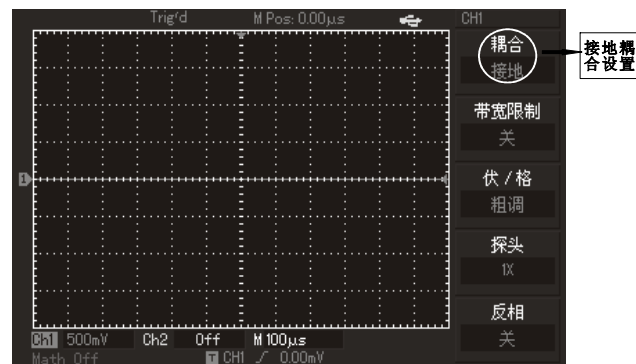 Trig'd M Pos: 0.00μs CH1
耦合
接地
接地耦
合设置
带宽限制
关
1
伏/格
粗调
探头
1X
反相
关
Ch1 500mV Ch2 Off M 100μs
Math Off T CH1 0.00mV